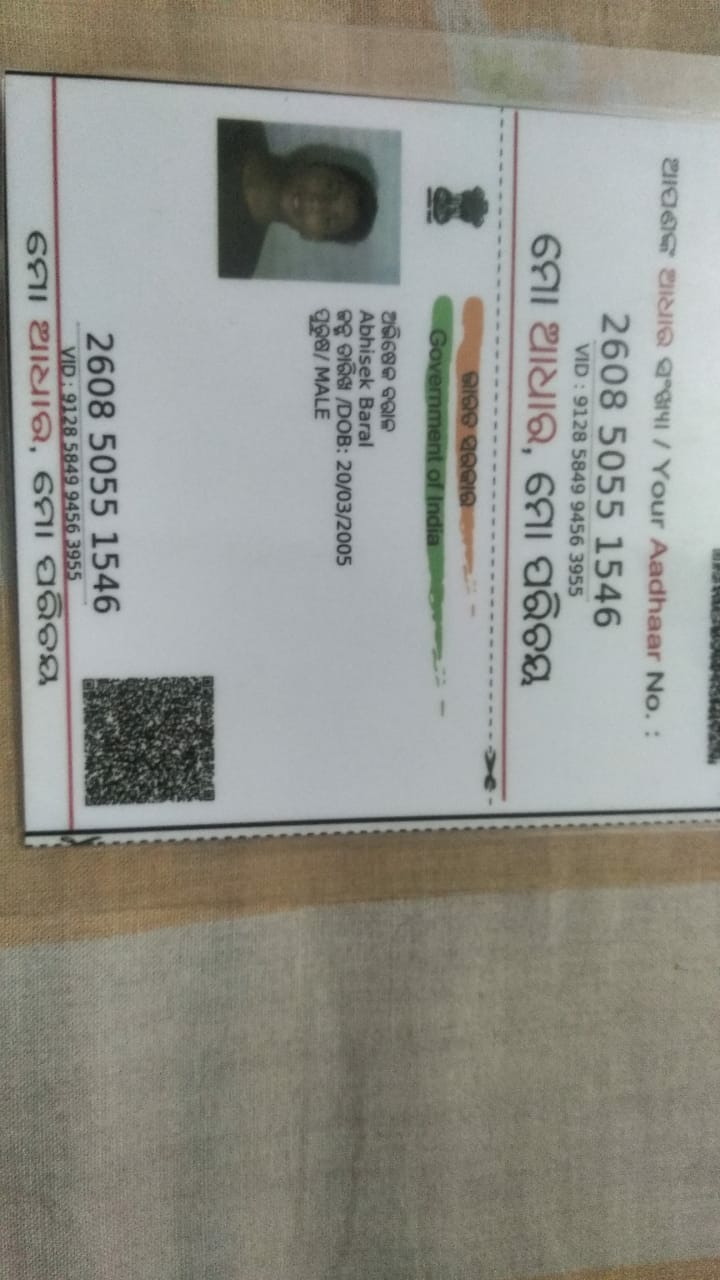 ଆପଣଙ୍କ ଆଧାର ସଂଖ୍ୟା / Your Aadhaar No. :
2608 5055 1546
VID : 9128 5849 9456 3955
ମୋ ଆଧାର, ମୋ ପରିଚୟ
ଭାରତ ସରକାର
Government of India
ଅଭିଷେକ ବରାଳ
Abhisek Baral
ଜନ୍ମ ତାରିଖ /DOB: 20/03/2005
ପୁରୁଷ/ MALE
2608 5055 1546
VID : 9128 5849 9456 3955
ମୋ ଆଧାର, ମୋ ପରିଚୟ